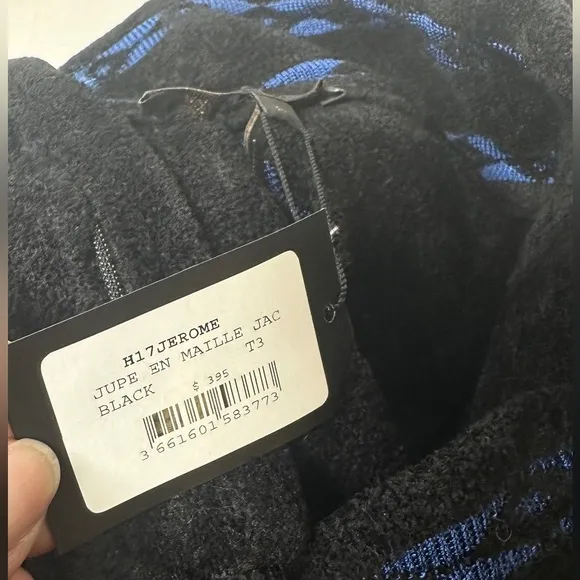 H17JEROME
JUPE EN MAILLE JAC
BLACK $ 395 T3
3 661601 583773